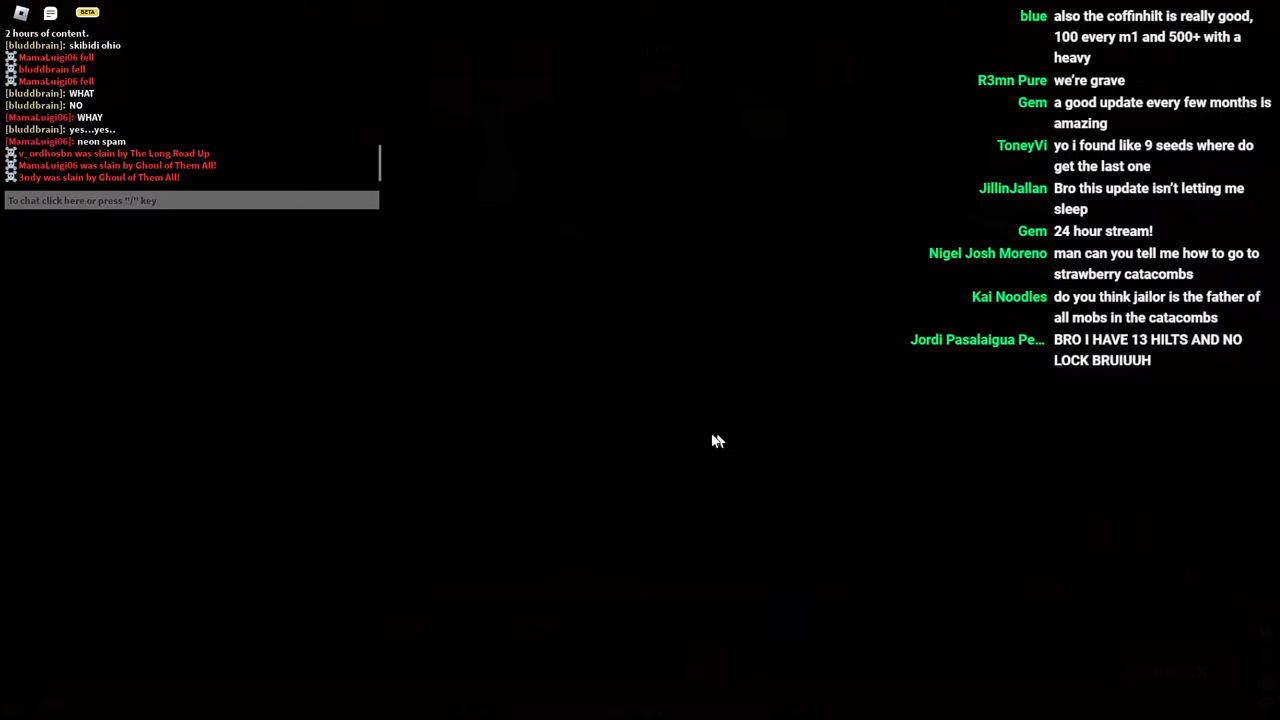 BETA
2 hours of content.
[bluddbrain]: skibidi ohio
MamaLuigi06 fell
bluddbrain fell
MamaLuigi06 fell
[bluddbrain]: WHAT
[bluddbrain]: NO
[MamaLuigi06]: WHAY
[bluddbrain]: yes...yes..
[MamaLuigi06]: neon spam
v_ordhosbn was slain by The Long Road Up
MamaLuigi06 was slain by Ghoul of Them All!
3ndy was slain by Ghoul of Them All!
To chat click here or press "/" key
blue also the coffinhilt is really good,
100 every m1 and 500+ with a
heavy
R3mn Pure we're grave
Gem a good update every few months is
amazing
ToneyVi yo i found like 9 seeds where do
get the last one
JillinJallan Bro this update isn't letting me
sleep
Gem 24 hour stream!
Nigel Josh Moreno man can you tell me how to go to
strawberry catacombs
Kai Noodles do you think jailor is the father of
all mobs in the catacombs
Jordi Pasalaigua Pe... BRO I HAVE 13 HILTS AND NO
LOCK BRUIUUH